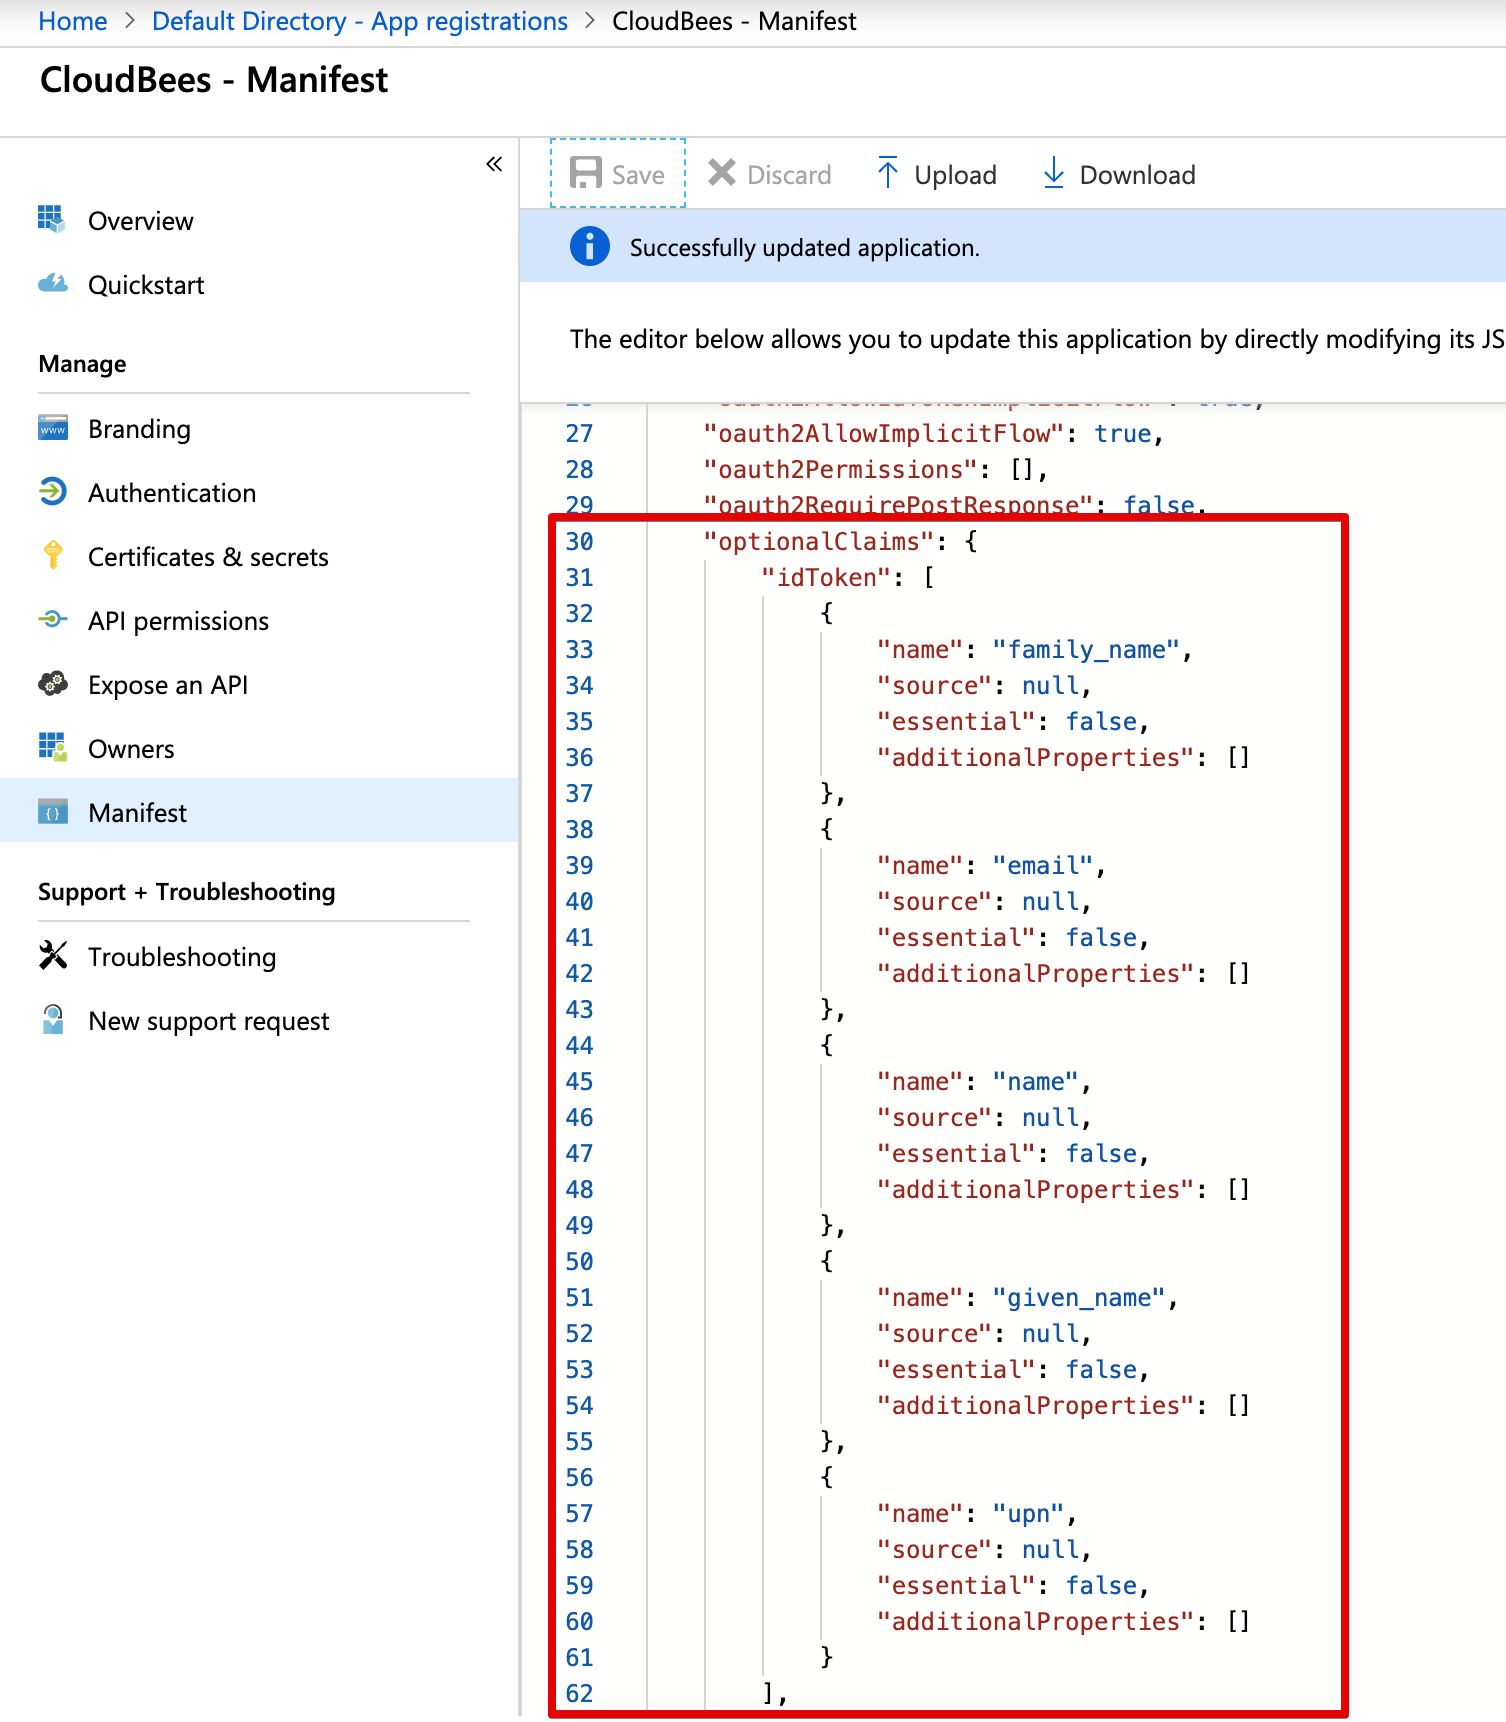 Home > Default Directory - App registrations > CloudBees - Manifest
CloudBees - Manifest
«
Overview
Quickstart
Manage
Branding
Authentication
Certificates & secrets
API permissions
Expose an API
Owners
Manifest
Support + Troubleshooting
Troubleshooting
New support request
Save Discard Upload Download
Successfully updated application.
The editor below allows you to update this application by directly modifying its JS
27 "oauth2AllowImplicitFlow": true,
28 "oauth2Permissions": [],
29 "oauth2RequirePostResponse": false,
30 "optionalClaims": {
31 "idToken": [
32 {
33 "name": "family_name",
34 "source": null,
35 "essential": false,
36 "additionalProperties": []
37 },
38 {
39 "name": "email",
40 "source": null,
41 "essential": false,
42 "additionalProperties": []
43 },
44 {
45 "name": "name",
46 "source": null,
47 "essential": false,
48 "additionalProperties": []
49 },
50 {
51 "name": "given_name",
52 "source": null,
53 "essential": false,
54 "additionalProperties": []
55 },
56 {
57 "name": "upn",
58 "source": null,
59 "essential": false,
60 "additionalProperties": []
61 }
62 ],